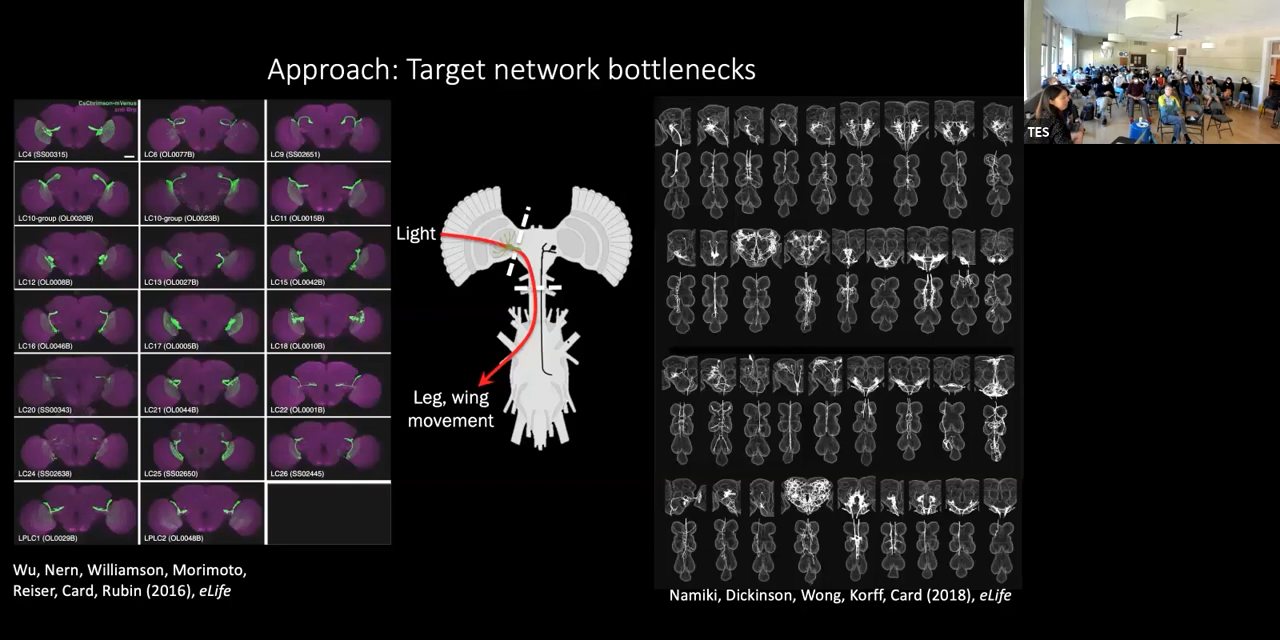 Approach: Target network bottlenecks
CsChrimson-mVenus
LC4 (SS00315)
LC6 (OL0077B)
LC9 (SS02651)
LC10-group (OL0020B)
LC10-group (OL0023B)
LC11 (OL0015B)
LC12 (OL0008B)
LC13 (OL0027B)
LC15 (OL0042B)
LC16 (OL0046B)
LC17 (OL0005B)
LC18 (OL0010B)
LC20 (SS00343)
LC21 (OL0044B)
LC22 (OL0001B)
LC24 (SS02638)
LC25 (SS02650)
LC26 (SS02445)
LPLC1 (OL0029B)
LPLC2 (OL0048B)
Wu, Nern, Williamson, Morimoto,
Reiser, Card, Rubin (2016), eLife
Light
Leg, wing
movement
Namiki, Dickinson, Wong, Korff, Card (2018), eLife
TES